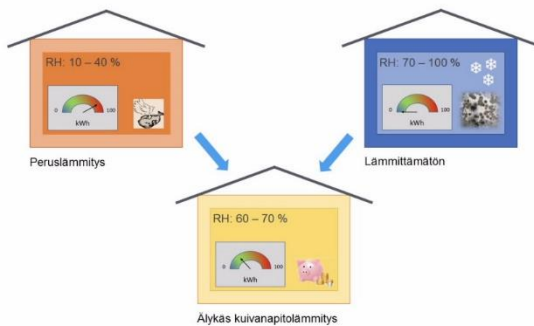 RH: 10 – 40 %
0
100
kWh
Peruslämmitys
RH: 70 – 100 %
0
100
kWh
Lämmittämätön
RH: 60 – 70 %
0
100
kWh
Älykäs kuivanapitolämmitys